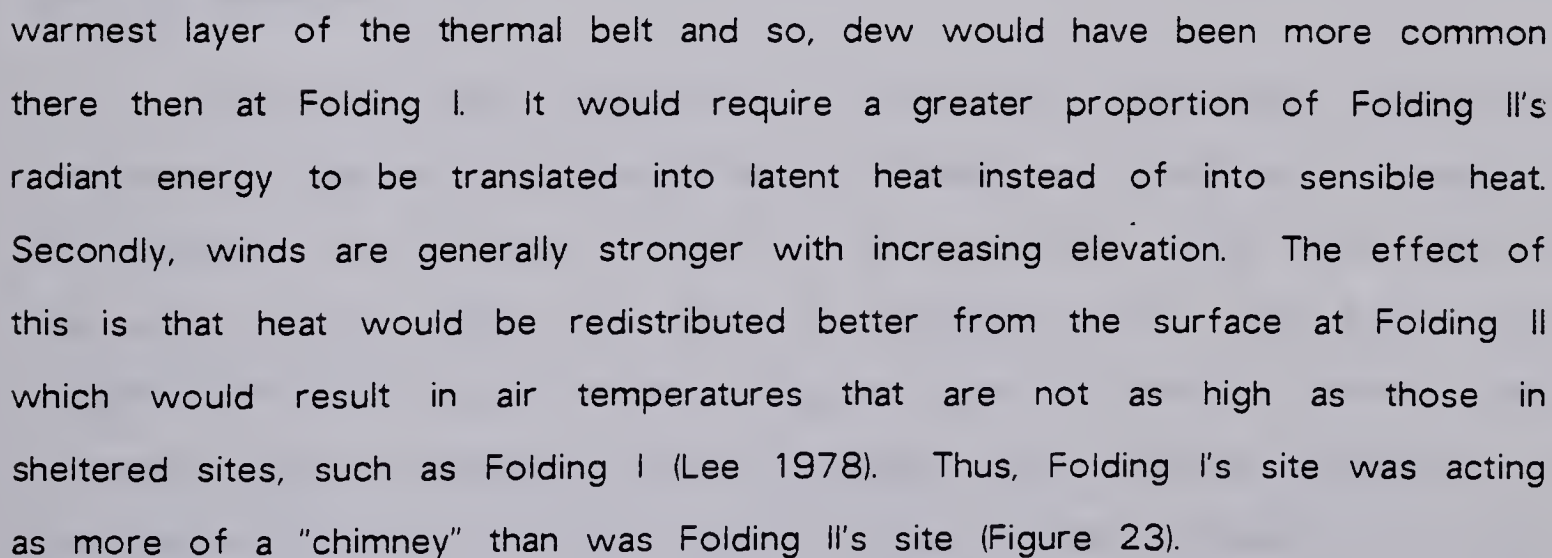 warmest layer of the thermal belt and so, dew would have been more common
there then at Folding I. It would require a greater proportion of Folding II's
radiant energy to be translated into latent heat instead of into sensible heat.
Secondly, winds are generally stronger with increasing elevation. The effect of
this is that heat would be redistributed better from the surface at Folding II
which would result in air temperatures that are not as high as those in
sheltered sites, such as Folding I (Lee 1978). Thus, Folding I's site was acting
as more of a "chimney" than was Folding II's site (Figure 23).